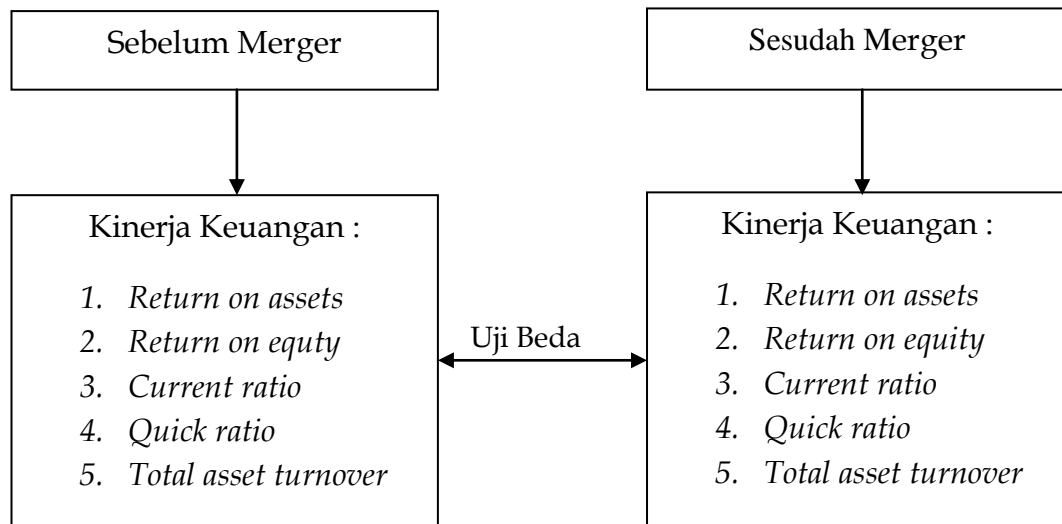 Sebelum Merger
Sesudah Merger
Kinerja Keuangan :
1. Return on assets
2. Return on equty
3. Current ratio
4. Quick ratio
5. Total asset turnover
Uji Beda
Kinerja Keuangan :
1. Return on assets
2. Return on equity
3. Current ratio
4. Quick ratio
5. Total asset turnover